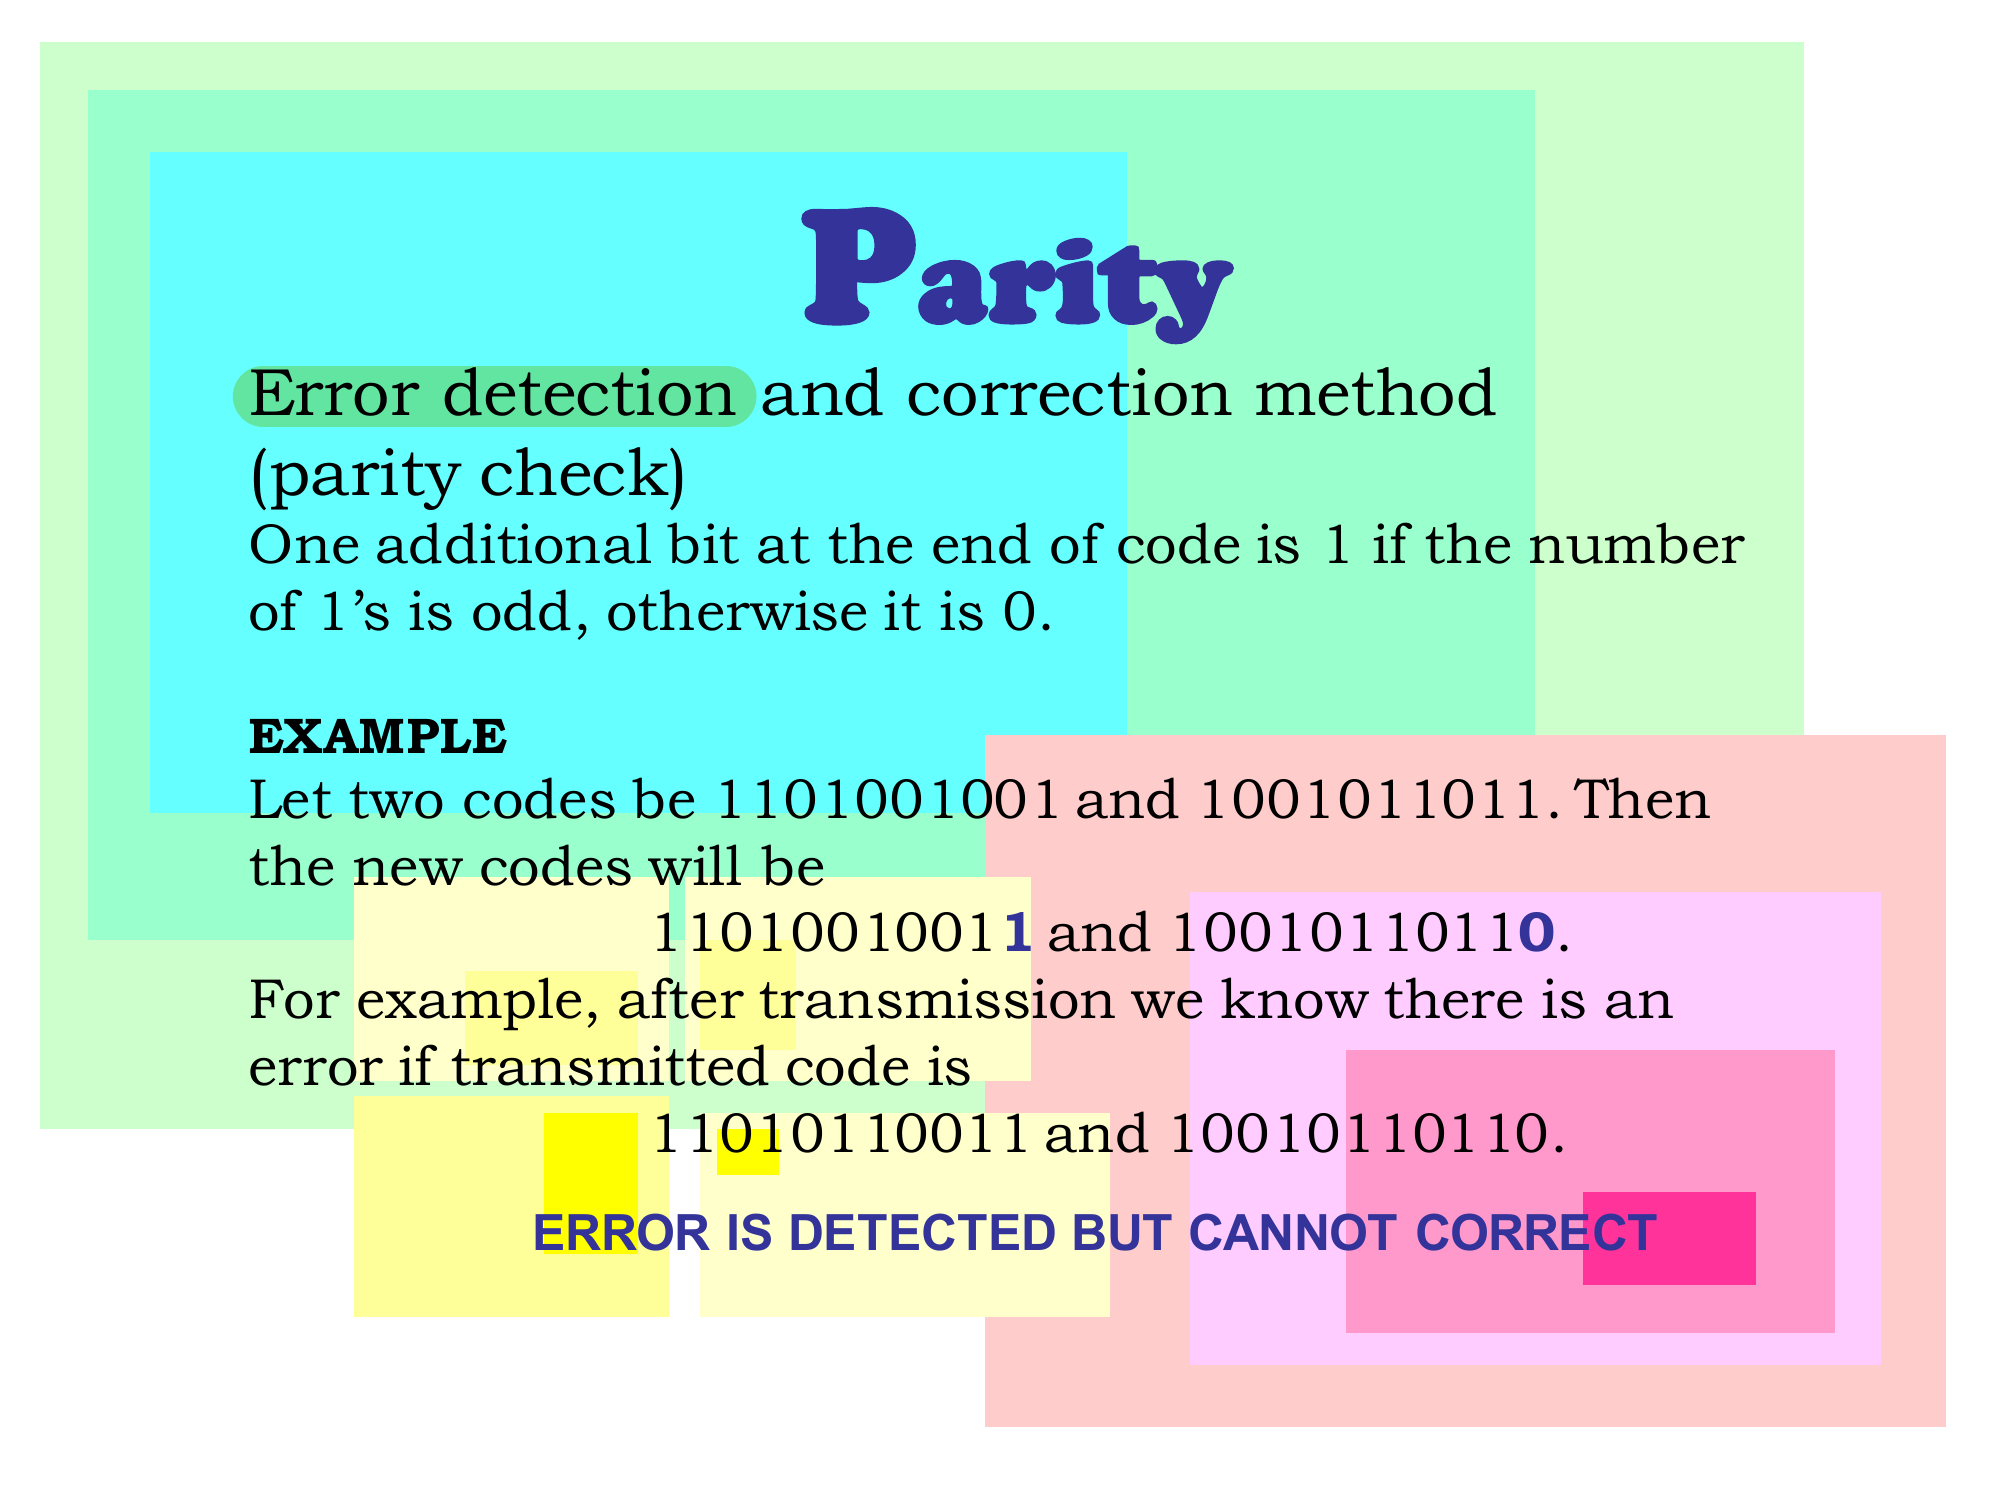 Parity
Error detection and correction method
(parity check)
One additional bit at the end of code is 1 if the number
of 1’s is odd, otherwise it is 0.
EXAMPLE
Let two codes be 1101001001 and 1001011011. Then
the new codes will be
11010010011 and 10010110110.
For example, after transmission we know there is an
error if transmitted code is
11010110011 and 10010110110.
ERROR IS DETECTED BUT CANNOT CORRECT